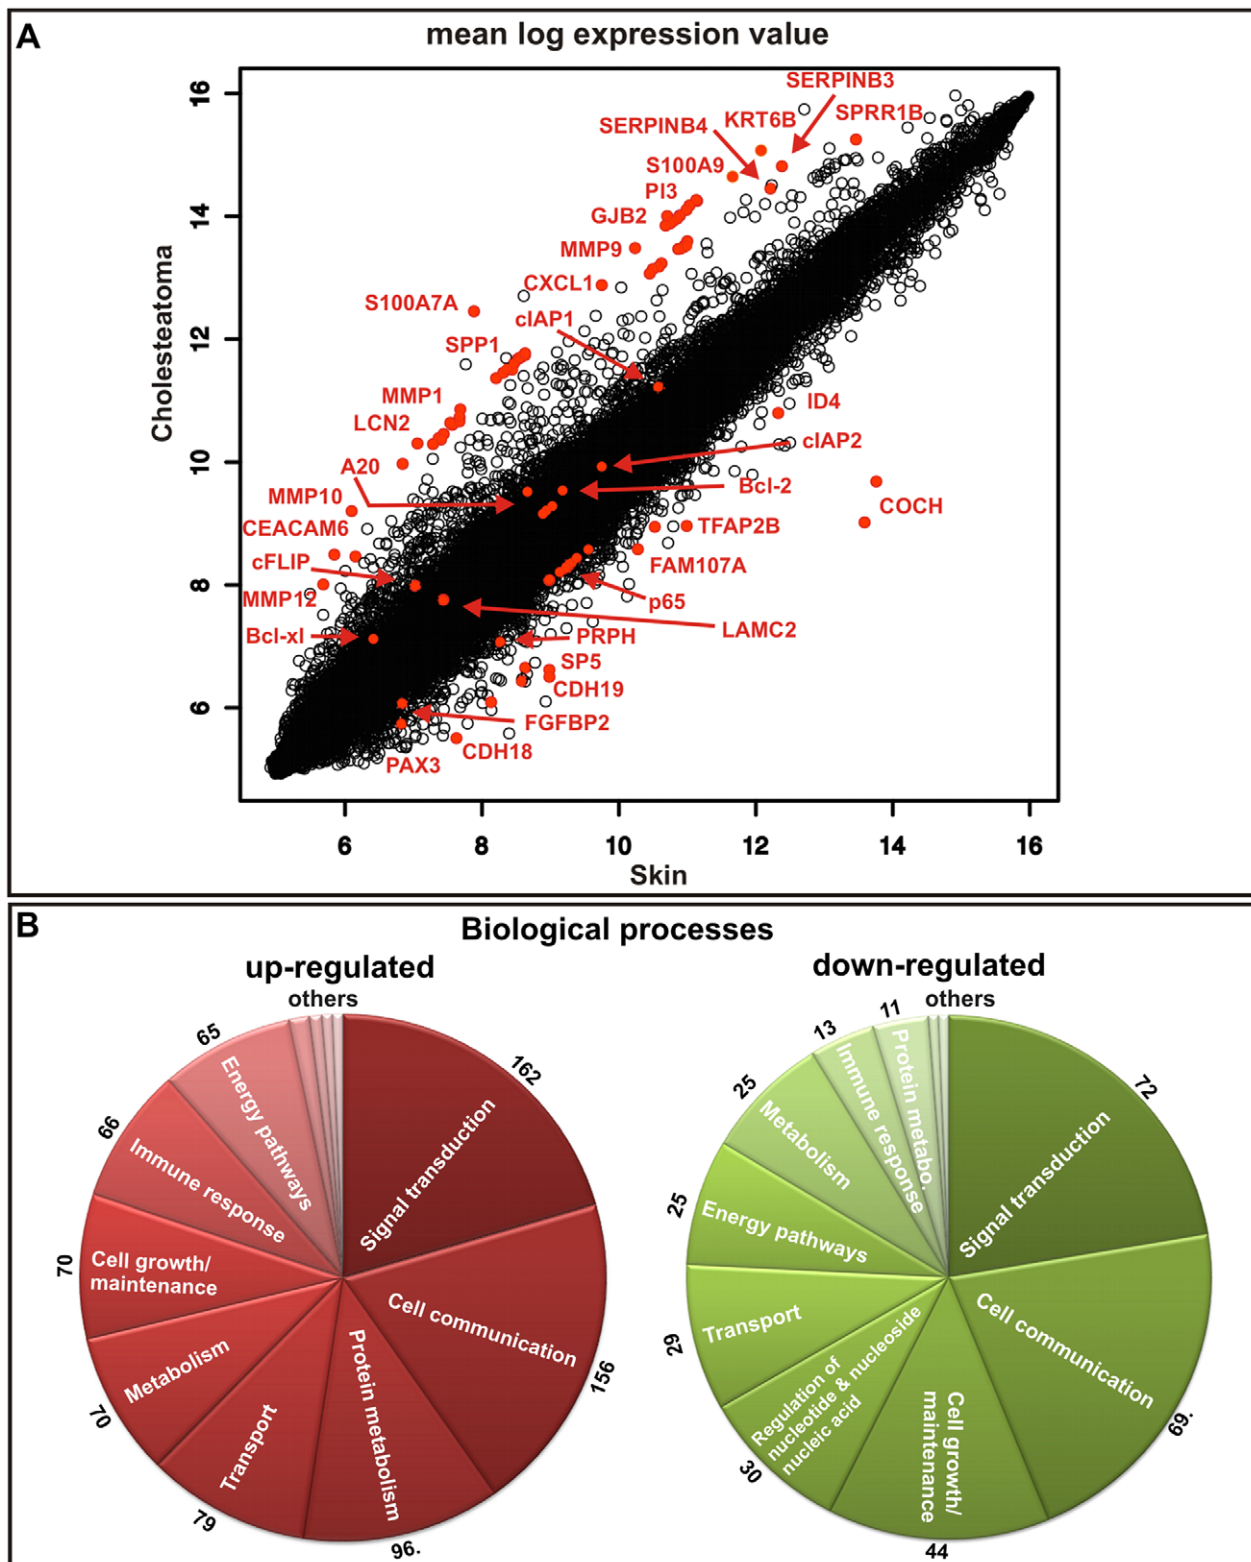 A
mean log expression value
SERPINB3
KRT6B
SPRR1B
SERPINB4
S100A9
PI3
GJB2
MMP9
CXCL1
S100A7A
cIAP1
SPP1
MMP1
LCN2
ID4
cIAP2
A20
Bcl-2
MMP10
COCH
CEACAM6
TFAP2B
cFLIP
FAM107A
MMP12
p65
LAMC2
Bcl-xl
PRPH
SP5
CDH19
FGFBP2
CDH18
PAX3
16
14
12
10
8
6
Cholesteatoma
6
8
10
12
14
16
Skin
B
Biological processes
up-regulated
others
162
Signal transduction
156
Cell communication
96.
Protein metabolism
79
Transport
70
Metabolism
70
Cell growth/
maintenance
66
Immune response
65
Energy pathways
down-regulated
others
72
Signal transduction
69.
Cell communication
44
Cell growth/
maintenance
30
Regulation of
nucleotide & nucleoside
nucleic acid
29
Transport
25
Energy pathways
25
Metabolism
13
Immune response
11
Protein metabo.